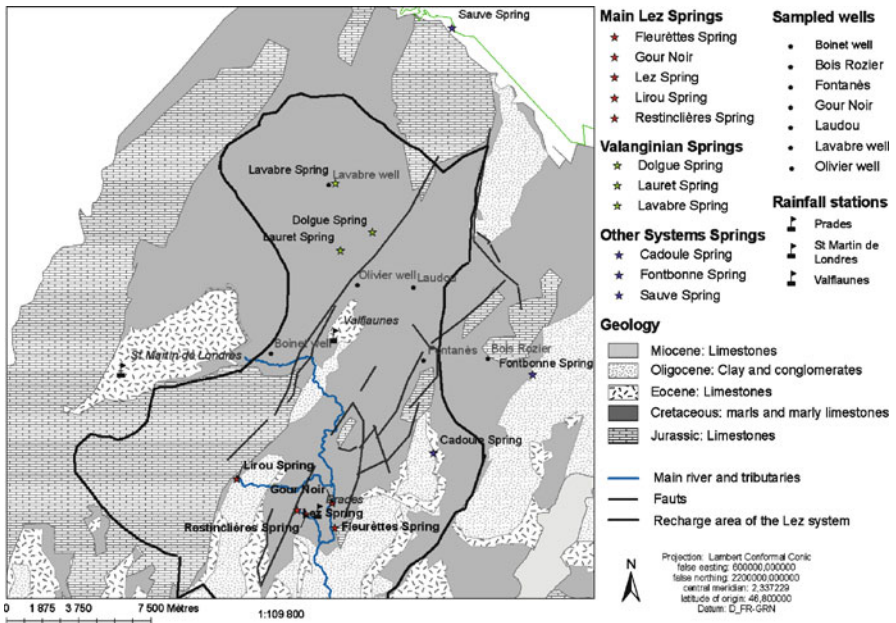 Sauve Spring
Lavabre Spring
Lavabre well
Dolgue Spring
Lauret Spring
Olivier well
Laudou
Valflaunes
St Martin de Londres
Boinet well
Fontanès
Bois Rozier
Fontbonne Spring
Cadoule Spring
Lirou Spring
Gour Noir
Prades
Lez Spring
Restinclières Spring
Fleurèttes Spring
0 1 875 3 750 7 500 Mètres
1:109 800
Main Lez Springs
Fleurèttes Spring
Gour Noir
Lez Spring
Lirou Spring
Restinclières Spring
Valanginian Springs
Dolgue Spring
Lauret Spring
Lavabre Spring
Other Systems Springs
Cadoule Spring
Fontbonne Spring
Sauve Spring
Sampled wells
Boinet well
Bois Rozier
Fontanès
Gour Noir
Laudou
Lavabre well
Olivier well
Rainfall stations
Prades
St Martin de
Londres
Valflaunes
Geology
Miocene: Limestones
Oligocene: Clay and conglomerates
Eocene: Limestones
Cretaceous: marls and marly limestones
Jurassic: Limestones
Main river and tributaries
Fauts
Recharge area of the Lez system
N
Projection: Lambert Conformal Conic
false easting: 600000,000000
false northing: 2200000,000000
central meridian: 2,337229
latitude of origin: 46,800000
Datum: D_FR-GRN